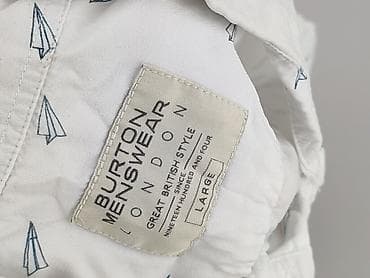 BURTON
MENSWEAR
LONDON
GREAT BRITISH STYLE
SINCE
NINETEEN HUNDRED AND FOUR
LARGE